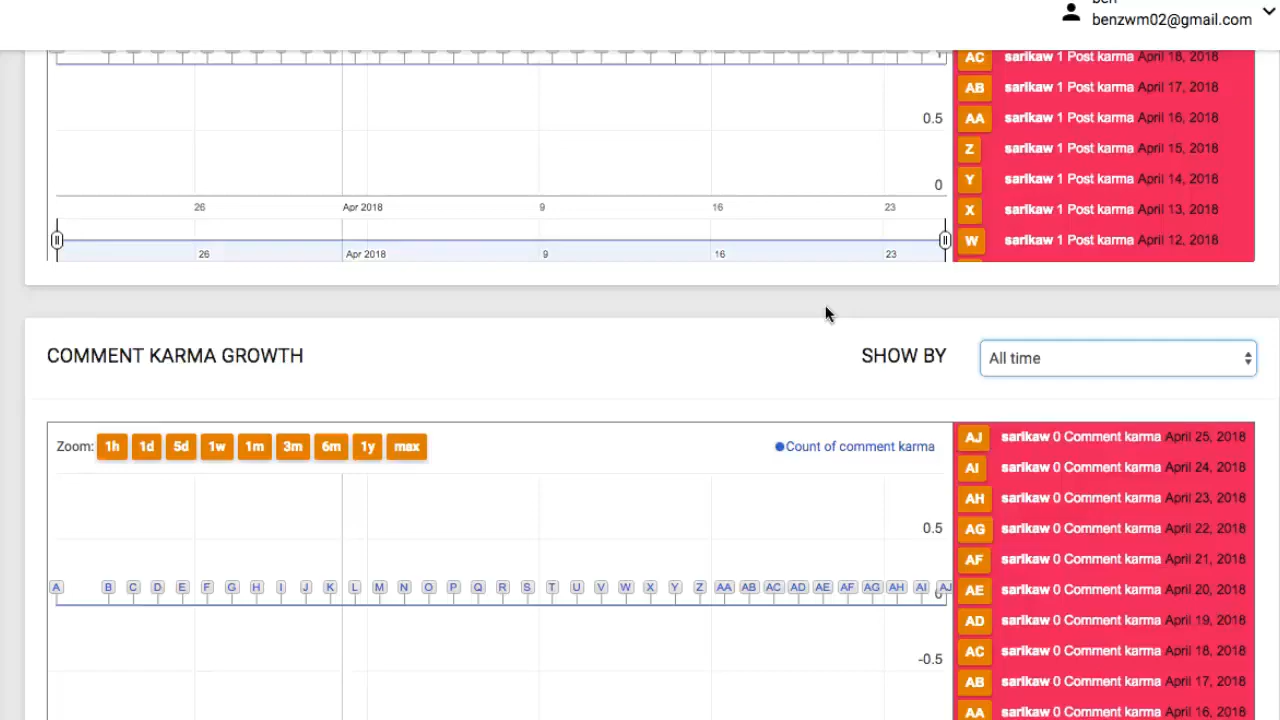 ben
benzwm02@gmail.com
AC sarikaw 1 Post karma April 18, 2018
AB sarikaw 1 Post karma April 17, 2018
AA sarikaw 1 Post karma April 16, 2018
Z sarikaw 1 Post karma April 15, 2018
Y sarikaw 1 Post karma April 14, 2018
X sarikaw 1 Post karma April 13, 2018
W sarikaw 1 Post karma April 12, 2018
1
0.5
0
26 Apr 2018 9 16 23
26 Apr 2018 9 16 23
COMMENT KARMA GROWTH SHOW BY All time
Zoom: 1h 1d 5d 1w 1m 3m 6m 1y max Count of comment karma
0.5
A B C D E F G H I J K L M N O P Q R S T U V W X Y Z AA AB AC AD AE AF AG AH AI AJ
0
-0.5
AJ sarikaw 0 Comment karma April 25, 2018
AI sarikaw 0 Comment karma April 24, 2018
AH sarikaw 0 Comment karma April 23, 2018
AG sarikaw 0 Comment karma April 22, 2018
AF sarikaw 0 Comment karma April 21, 2018
AE sarikaw 0 Comment karma April 20, 2018
AD sarikaw 0 Comment karma April 19, 2018
AC sarikaw 0 Comment karma April 18, 2018
AB sarikaw 0 Comment karma April 17, 2018
AA sarikaw 0 Comment karma April 16, 2018